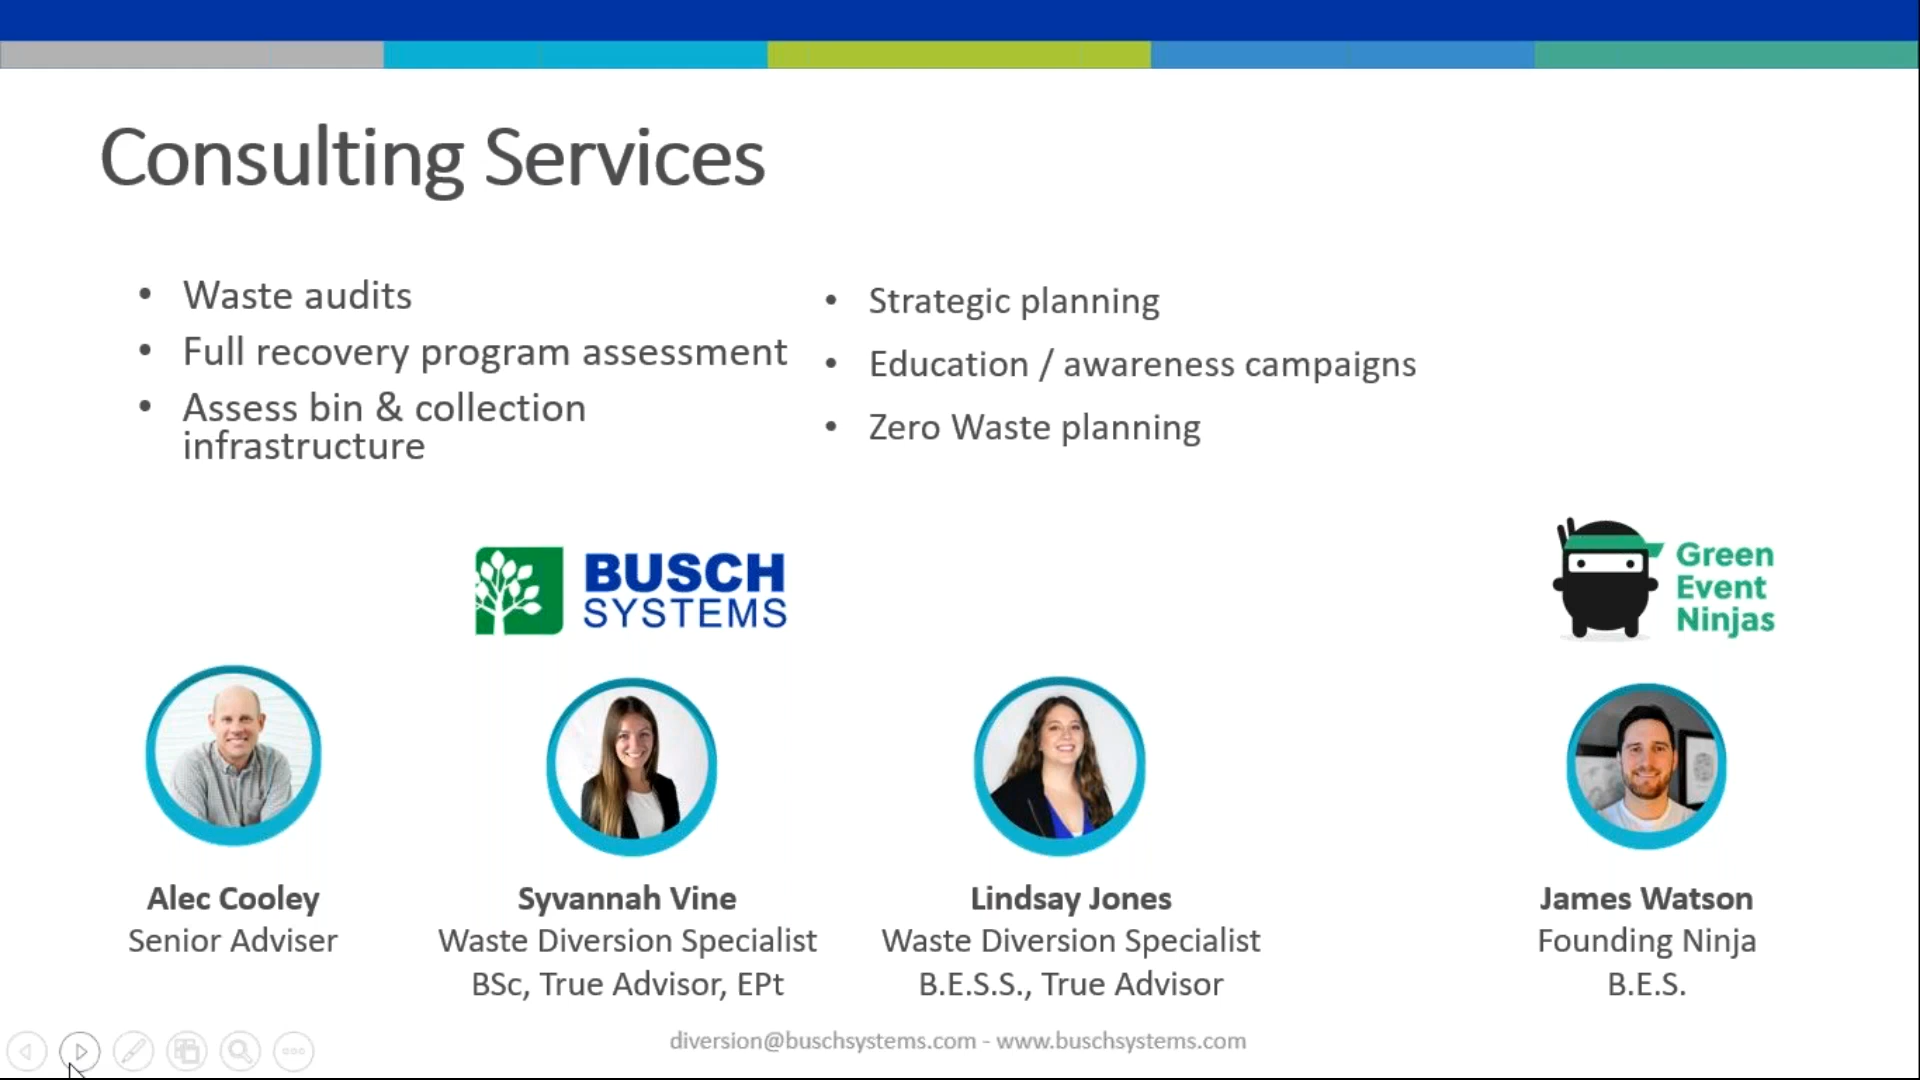 Consulting Services
• Waste audits
• Full recovery program assessment
• Assess bin & collection
infrastructure
• Strategic planning
• Education / awareness campaigns
• Zero Waste planning
BUSCH
SYSTEMS
Green
Event
Ninjas
Alec Cooley
Senior Adviser
Syvannah Vine
Waste Diversion Specialist
BSc, True Advisor, EPt
Lindsay Jones
Waste Diversion Specialist
B.E.S.S., True Advisor
James Watson
Founding Ninja
B.E.S.
diversion@buschsystems.com - www.buschsystems.com